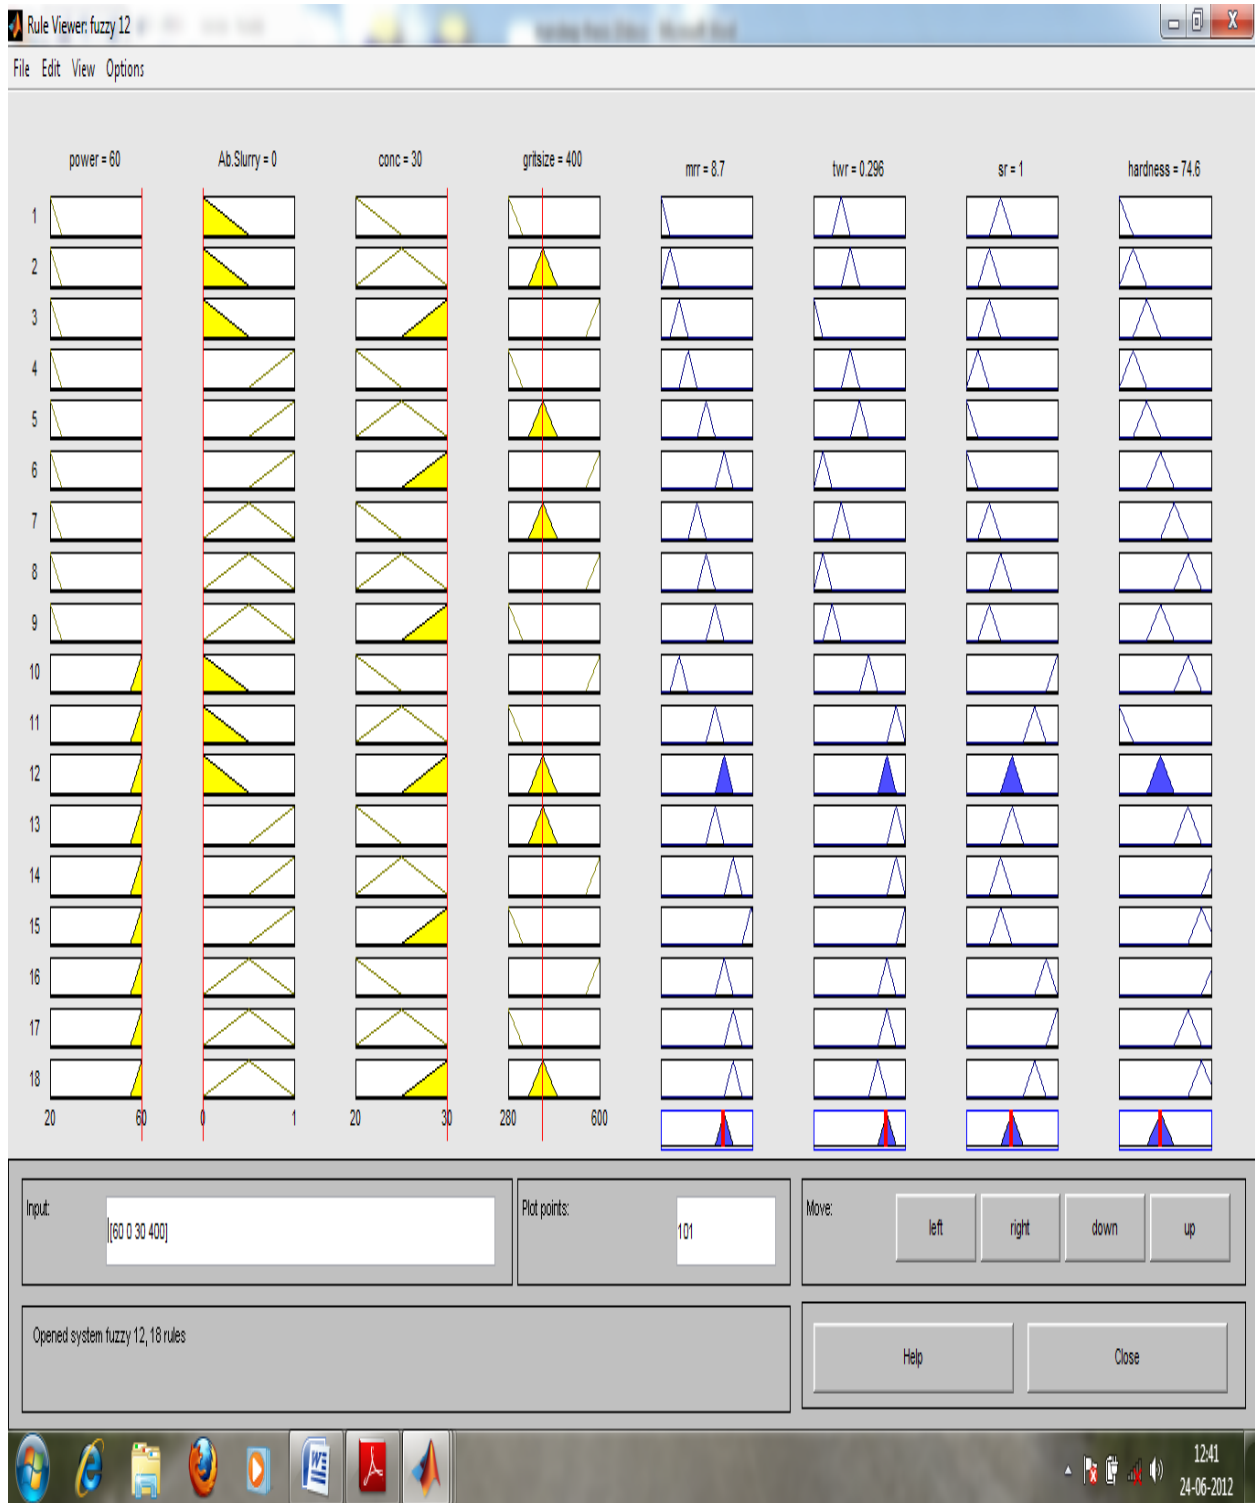 Rule Viewer: fuzzy 12
File Edit View Options
power = 60 Ab.Slurry = 0 conc = 30 gritsize = 400 mrr = 8.7 twr = 0.296 sr = 1 hardness = 74.6
1
2
3
4
5
6
7
8
9
10
11
12
13
14
15
16
17
18
20 60 0 1 20 30 280 600
Input: [60 0 30 400] Plot points: 101 Move: left right down up
Opened system fuzzy 12, 18 rules
Help Close
12:41
24-06-2012